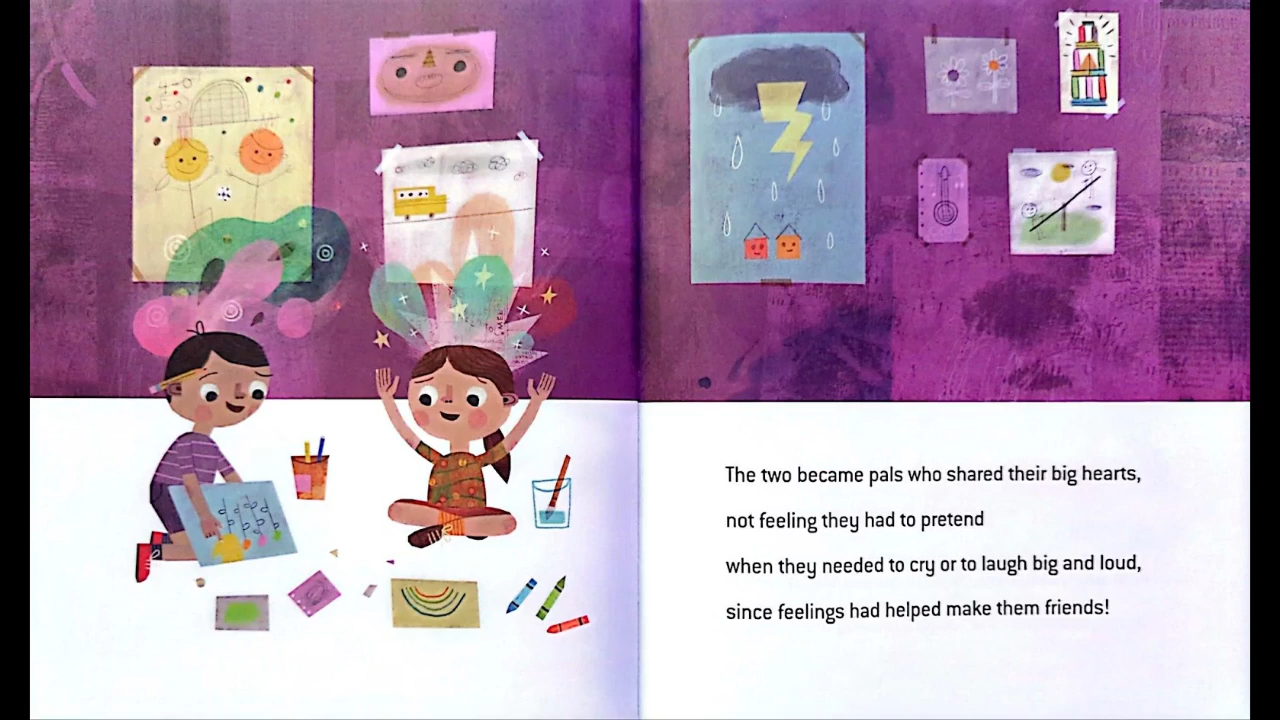 The two became pals who shared their big hearts,
not feeling they had to pretend
when they needed to cry or to laugh big and loud,
since feelings had helped make them friends!